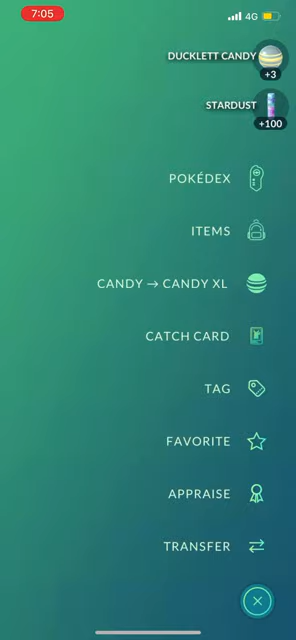 7:05
4G
DUCKLETT CANDY
+3
STARDUST
+100
POKÉDEX
ITEMS
CANDY → CANDY XL
CATCH CARD
TAG
FAVORITE
APPRAISE
TRANSFER